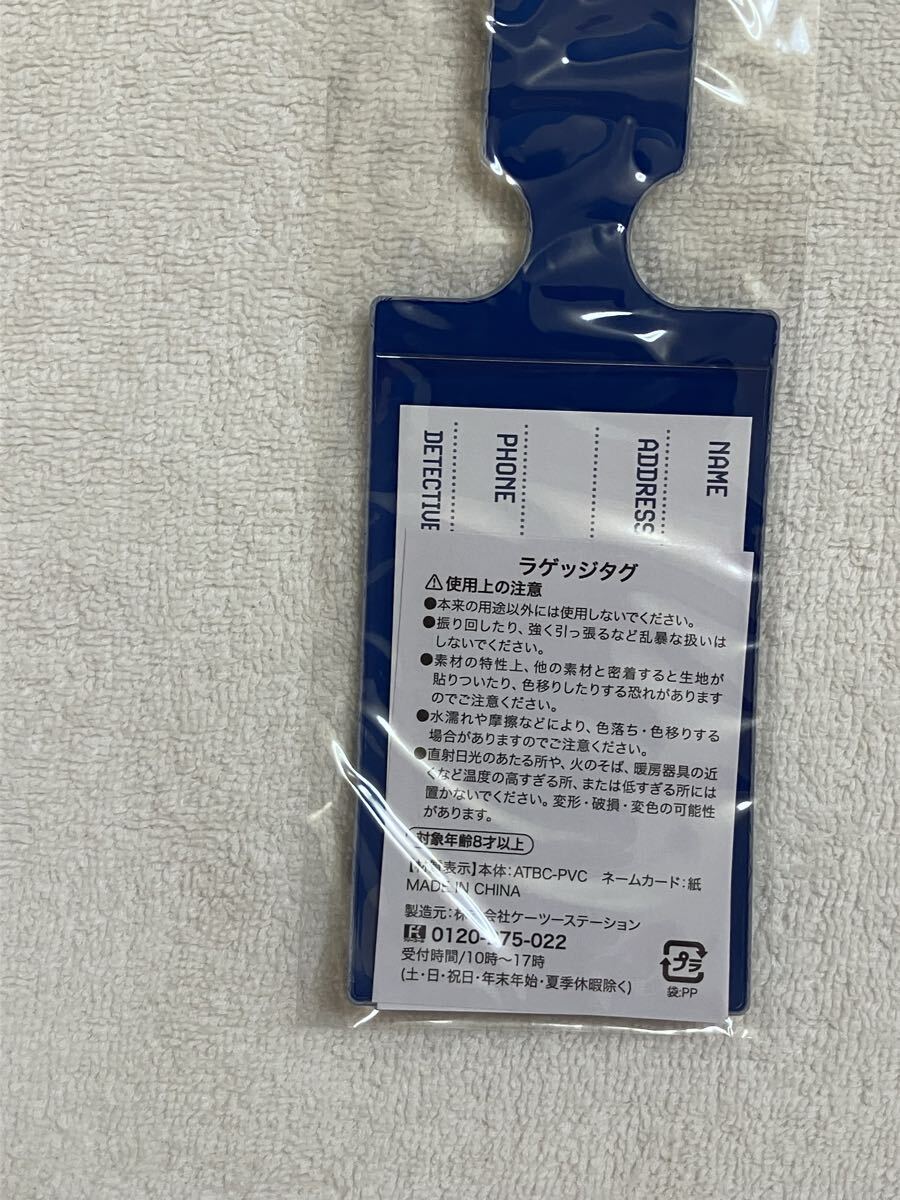 NAME
ADDRESS
PHONE
DETECTIVE
ラゲッジタグ
⚠使用上の注意
●本来の用途以外には使用しないでください。
●振り回したり、強く引っ張るなど乱暴な扱いは
しないでください。
●素材の特性上、他の素材と密着すると生地が
貼りついたり、色移りしたりする恐れがあります
のでご注意ください。
●水濡れや摩擦などにより、色落ち・色移りする
場合がありますのでご注意ください。
●直射日光のあたる所や、火のそば、暖房器具の近
くなど温度の高すぎる所、または低すぎる所には
置かないでください。変形・破損・変色の可能性
があります。
対象年齢8才以上
【材質表示】本体:ATBC-PVC ネームカード:紙
MADE IN CHINA
製造元:株式会社ケーツーステーション
受付時間/10時〜17時
(土・日・祝日・年末年始・夏季休暇除く)
プラ
袋:PP